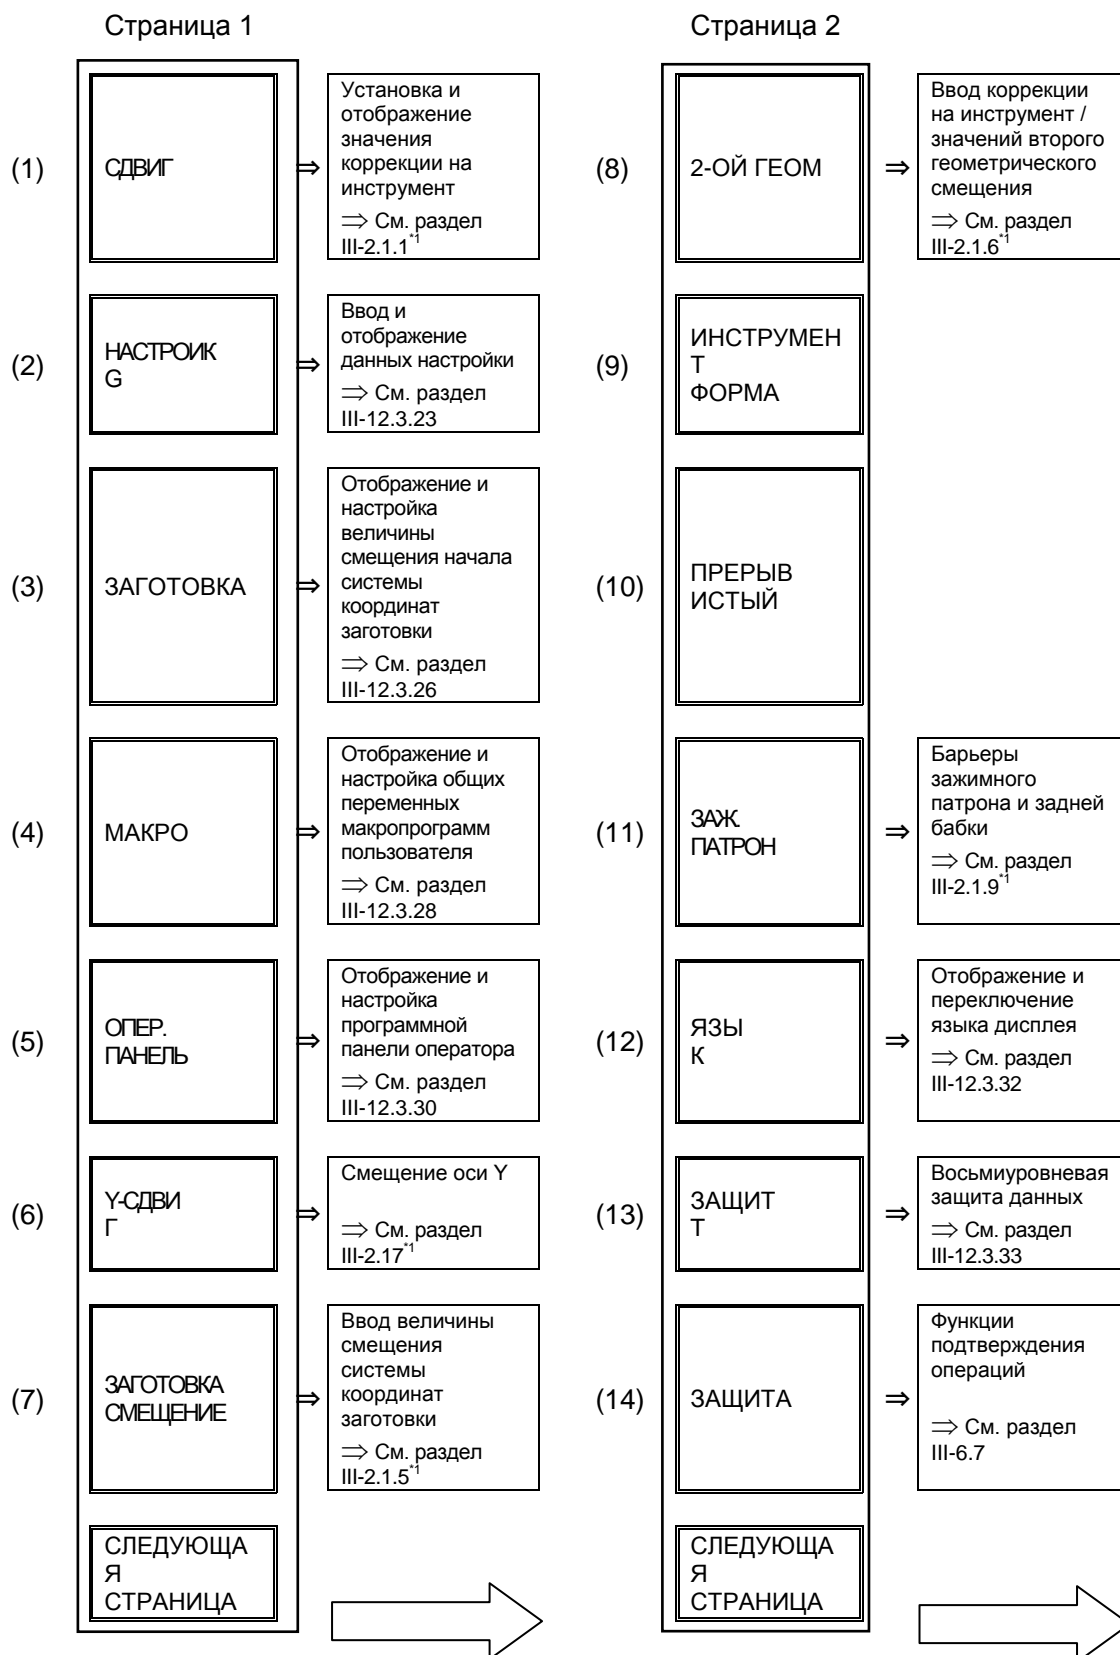 Страница 1
(1)
СДВИГ
⇒
Установка и
отображение
значения
коррекции на
инструмент
⇒ См. раздел
III-2.1.1*1
(2)
НАСТРОИК
G
⇒
Ввод и
отображение
данных настройки
⇒ См. раздел
III-12.3.23
(3)
ЗАГОТОВКА
⇒
Отображение и
настройка
величины
смещения начала
системы
координат
заготовки
⇒ См. раздел
III-12.3.26
(4)
МАКРО
⇒
Отображение и
настройка общих
переменных
макропрограмм
пользователя
⇒ См. раздел
III-12.3.28
(5)
ОПЕР.
ПАНЕЛЬ
⇒
Отображение и
настройка
программной
панели оператора
⇒ См. раздел
III-12.3.30
(6)
Y-СДВИ
Г
⇒
Смещение оси Y
⇒ См. раздел
III-2.17*1
(7)
ЗАГОТОВКА
СМЕЩЕНИЕ
⇒
Ввод величины
смещения
системы
координат
заготовки
⇒ См. раздел
III-2.1.5*1
СЛЕДУЮЩА
Я
СТРАНИЦА
Страница 2
(8)
2-ОЙ ГЕОМ
⇒
Ввод коррекции
на инструмент /
значений второго
геометрического
смещения
⇒ См. раздел
III-2.1.6*1
(9)
ИНСТРУМЕН
Т
ФОРМА
(10)
ПРЕРЫВ
ИСТЫЙ
(11)
ЗАЖ.
ПАТРОН
⇒
Барьеры
зажимного
патрона и задней
бабки
⇒ См. раздел
III-2.1.9*1
(12)
ЯЗЫ
К
⇒
Отображение и
переключение
языка дисплея
⇒ См. раздел
III-12.3.32
(13)
ЗАЩИТ
Т
⇒
Восьмиуровневая
защита данных
⇒ См. раздел
III-12.3.33
(14)
ЗАЩИТА
⇒
Функции
подтверждения
операций
⇒ См. раздел
III-6.7
СЛЕДУЮЩА
Я
СТРАНИЦА